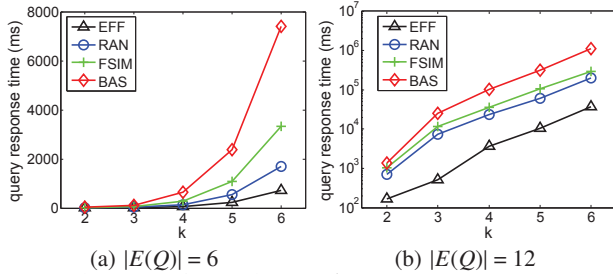 8000
6000
4000
2000
0
query response time (ms)
EFF
RAN
FSIM
BAS
2 3 4 5 6
k
(a) |E(Q)| = 6
10^7
10^6
10^5
10^4
10^3
10^2
query response time (ms)
EFF
RAN
FSIM
BAS
2 3 4 5 6
k
(b) |E(Q)| = 12